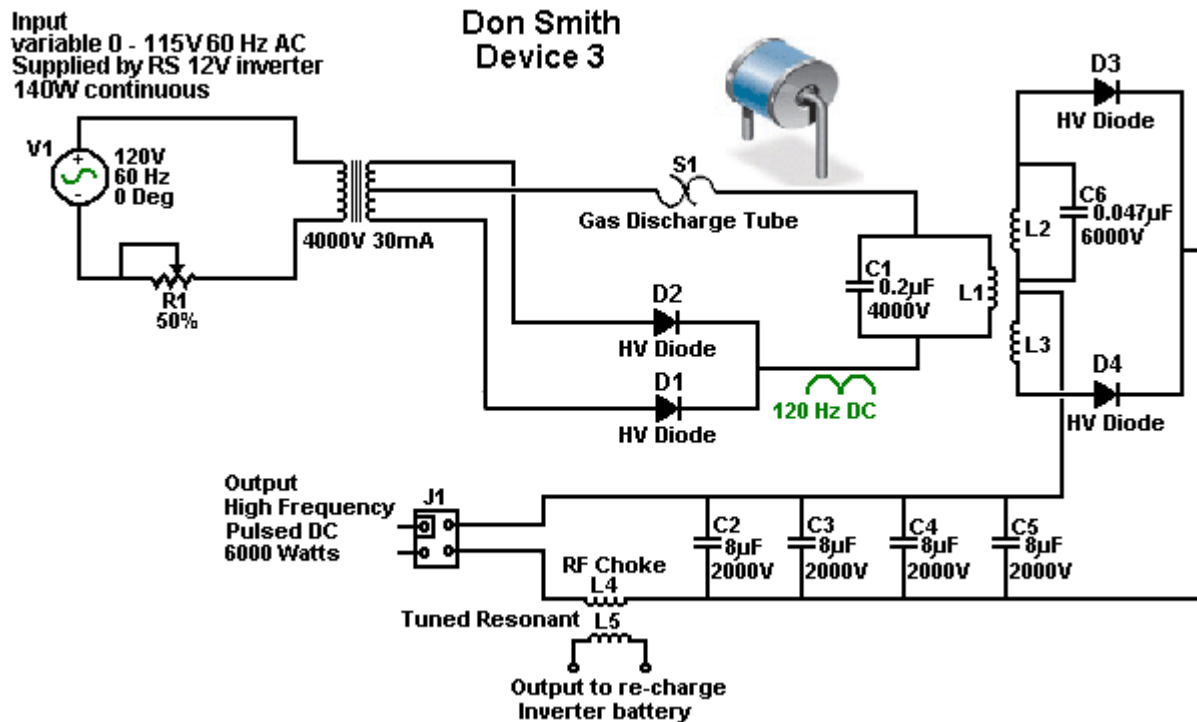 Don Smith
Device 3
Input
variable 0 - 115V 60 Hz AC
Supplied by RS 12V inverter
140W continuous
V1
120V
60 Hz
0 Deg
R1
50%
4000V 30mA
S1
Gas Discharge Tube
D2
HV Diode
D1
HV Diode
120 Hz DC
C1
0.2µF
4000V
L1
L2
L3
C6
0.047µF
6000V
D3
HV Diode
D4
HV Diode
Output
High Frequency
Pulsed DC
6000 Watts
J1
RF Choke
L4
Tuned Resonant
L5
Output to re-charge
Inverter battery
C2
8µF
2000V
C3
8µF
2000V
C4
8µF
2000V
C5
8µF
2000V